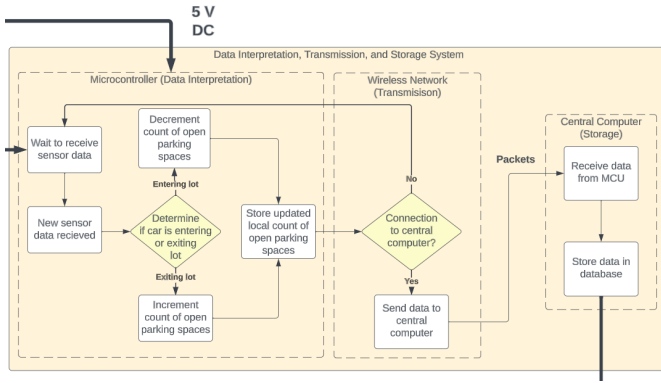 5 V
DC
Data Interpretation, Transmission, and Storage System
Microcontroller (Data Interpretation)
Wait to receive
sensor data
New sensor
data recieved
Decrement
count of open
parking
spaces
Entering lot
Determine
if car is entering
or exiting
lot
Exiting lot
Increment
count of open
parking spaces
Store updated
local count of
open parking
spaces
Wireless Network
(Transmisison)
No
Connection
to central
computer?
Yes
Send data to
central
computer
Packets
Central Computer
(Storage)
Receive data
from MCU
Store data in
database